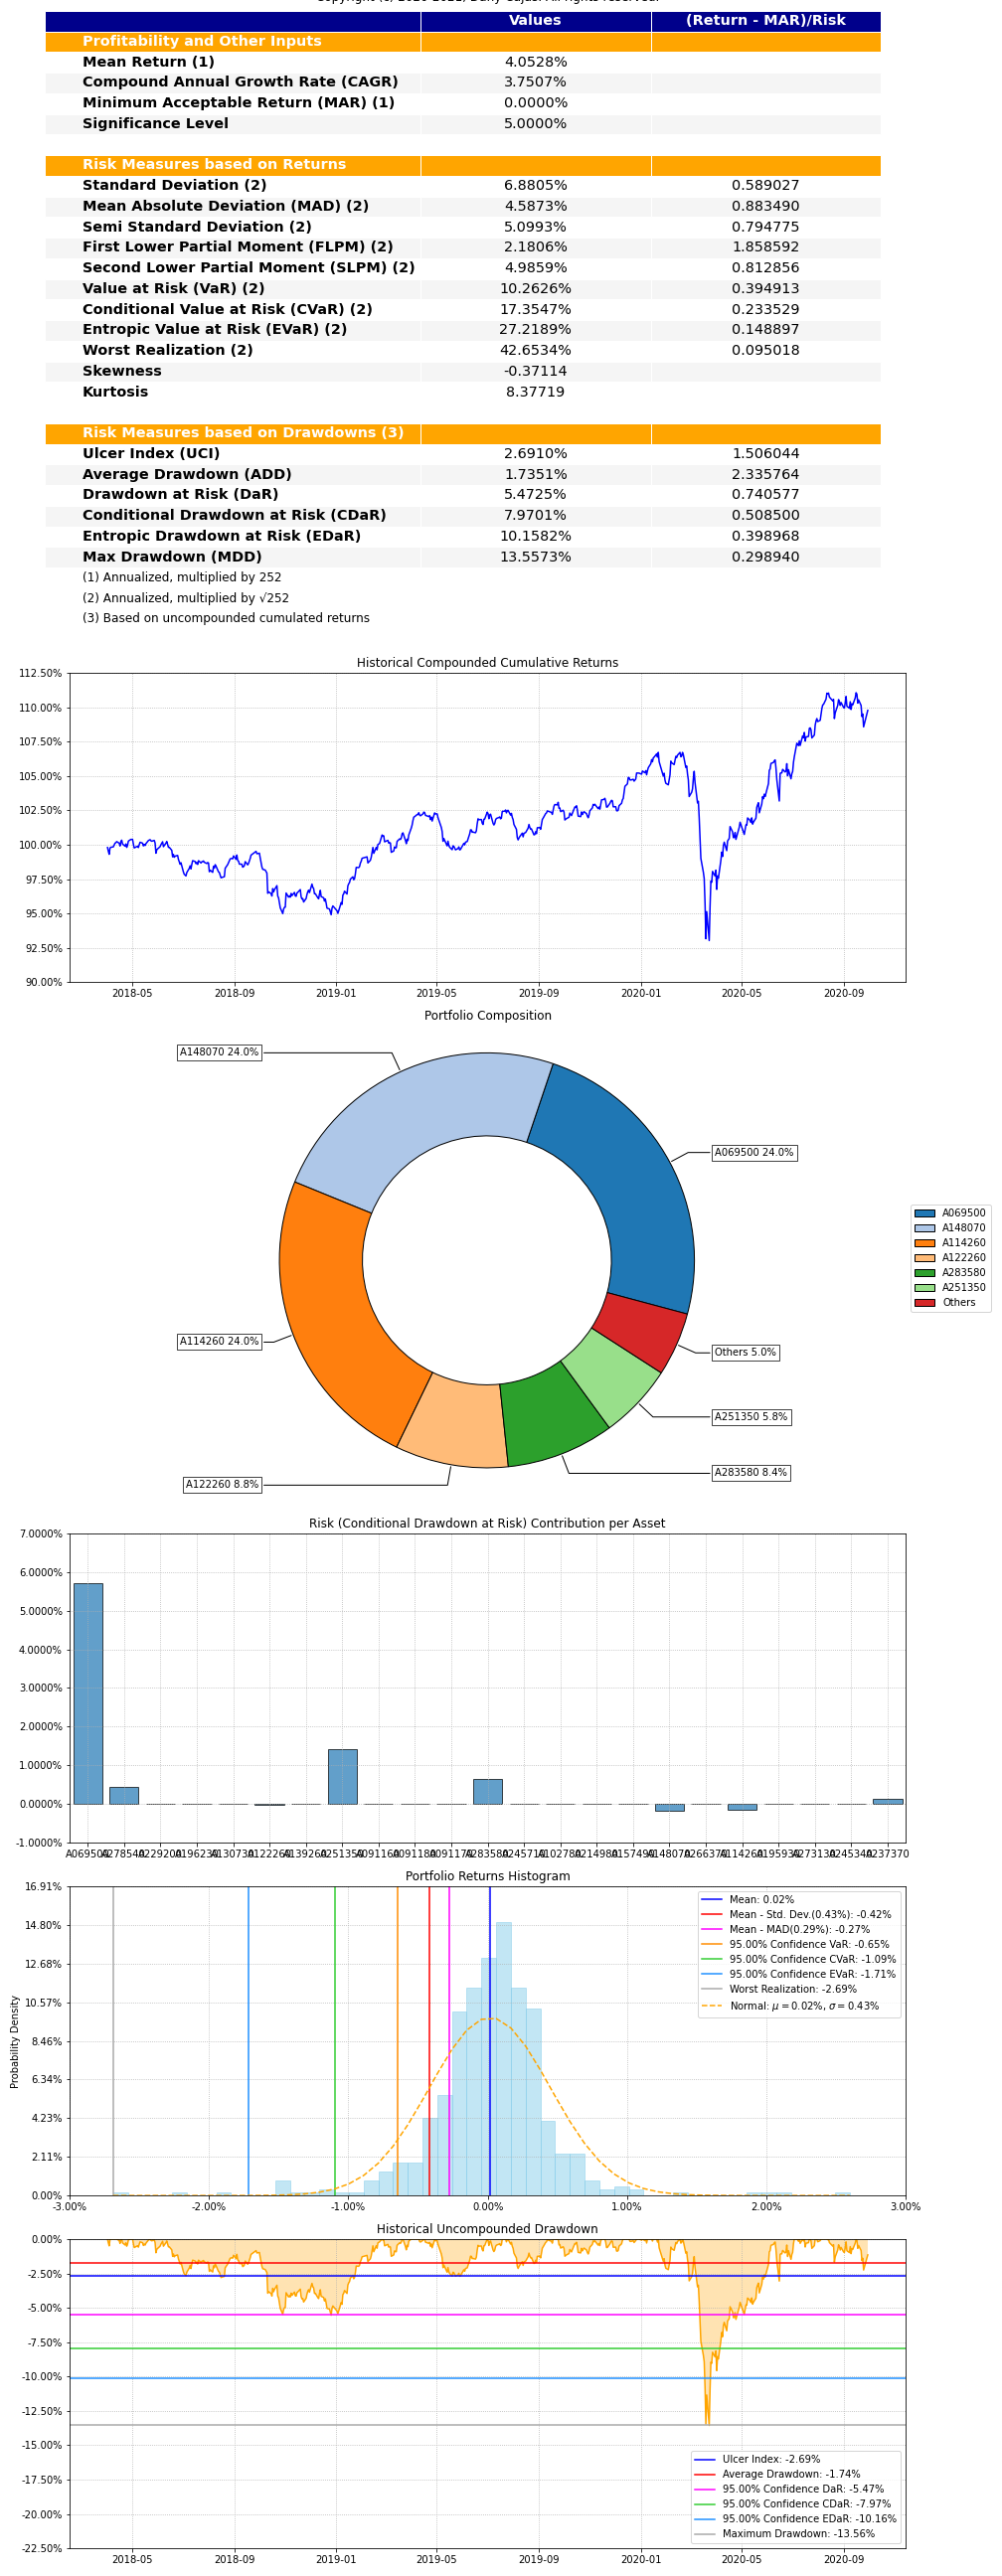 Copyright (c) 2020-2021, Dany Cajas. All rights reserved.
Values (Return - MAR)/Risk
Profitability and Other Inputs
Mean Return (1) 4.0528%
Compound Annual Growth Rate (CAGR) 3.7507%
Minimum Acceptable Return (MAR) (1) 0.0000%
Significance Level 5.0000%
Risk Measures based on Returns
Standard Deviation (2) 6.8805% 0.589027
Mean Absolute Deviation (MAD) (2) 4.5873% 0.883490
Semi Standard Deviation (2) 5.0993% 0.794775
First Lower Partial Moment (FLPM) (2) 2.1806% 1.858592
Second Lower Partial Moment (SLPM) (2) 4.9859% 0.812856
Value at Risk (VaR) (2) 10.2626% 0.394913
Conditional Value at Risk (CVaR) (2) 17.3547% 0.233529
Entropic Value at Risk (EVaR) (2) 27.2189% 0.148897
Worst Realization (2) 42.6534% 0.095018
Skewness -0.37114
Kurtosis 8.37719
Risk Measures based on Drawdowns (3)
Ulcer Index (UCI) 2.6910% 1.506044
Average Drawdown (ADD) 1.7351% 2.335764
Drawdown at Risk (DaR) 5.4725% 0.740577
Conditional Drawdown at Risk (CDaR) 7.9701% 0.508500
Entropic Drawdown at Risk (EDaR) 10.1582% 0.398968
Max Drawdown (MDD) 13.5573% 0.298940
(1) Annualized, multiplied by 252
(2) Annualized, multiplied by √252
(3) Based on uncompounded cumulated returns
Historical Compounded Cumulative Returns
112.50%
110.00%
107.50%
105.00%
102.50%
100.00%
97.50%
95.00%
92.50%
90.00%
2018-05 2018-09 2019-01 2019-05 2019-09 2020-01 2020-05 2020-09
Portfolio Composition
A148070 24.0%
A069500 24.0%
A114260 24.0%
Others 5.0%
A251350 5.8%
A283580 8.4%
A122260 8.8%
A069500
A148070
A114260
A122260
A283580
A251350
Others
Risk (Conditional Drawdown at Risk) Contribution per Asset
7.0000%
6.0000%
5.0000%
4.0000%
3.0000%
2.0000%
1.0000%
0.0000%
-1.0000%
A237370
Portfolio Returns Histogram
Probability Density
16.91%
14.80%
12.68%
10.57%
8.46%
6.34%
4.23%
2.11%
0.00%
-3.00% -2.00% -1.00% 0.00% 1.00% 2.00% 3.00%
Mean: 0.02%
Mean - Std. Dev.(0.43%): -0.42%
Mean - MAD(0.29%): -0.27%
95.00% Confidence VaR: -0.65%
95.00% Confidence CVaR: -1.09%
95.00% Confidence EVaR: -1.71%
Worst Realization: -2.69%
Normal: μ = 0.02%, σ = 0.43%
Historical Uncompounded Drawdown
0.00%
-2.50%
-5.00%
-7.50%
-10.00%
-12.50%
-15.00%
-17.50%
-20.00%
-22.50%
Ulcer Index: -2.69%
Average Drawdown: -1.74%
95.00% Confidence DaR: -5.47%
95.00% Confidence CDaR: -7.97%
95.00% Confidence EDaR: -10.16%
Maximum Drawdown: -13.56%
2018-05 2018-09 2019-01 2019-05 2019-09 2020-01 2020-05 2020-09